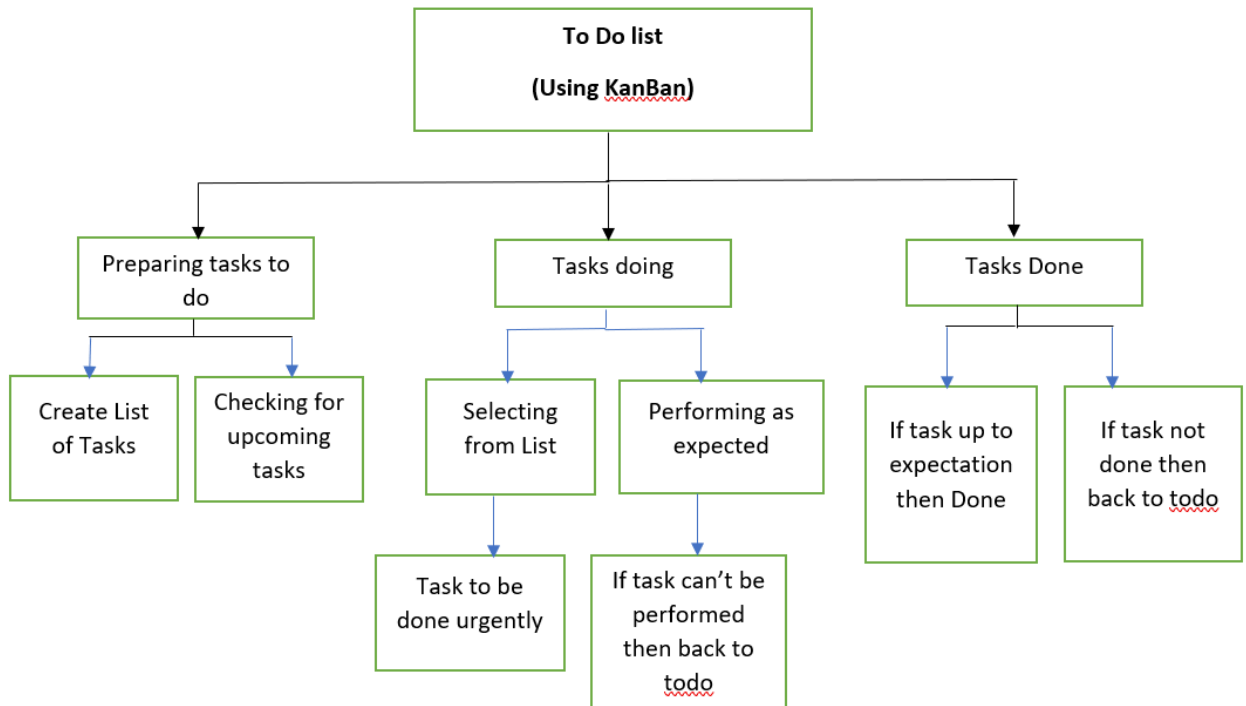 To Do list
(Using KanBan)
Preparing tasks to
do
Tasks doing
Tasks Done
Create List
of Tasks
Checking for
upcoming
tasks
Selecting
from List
Performing as
expected
If task up to
expectation
then Done
If task not
done then
back to todo
Task to be
done urgently
If task can’t be
performed
then back to
todo